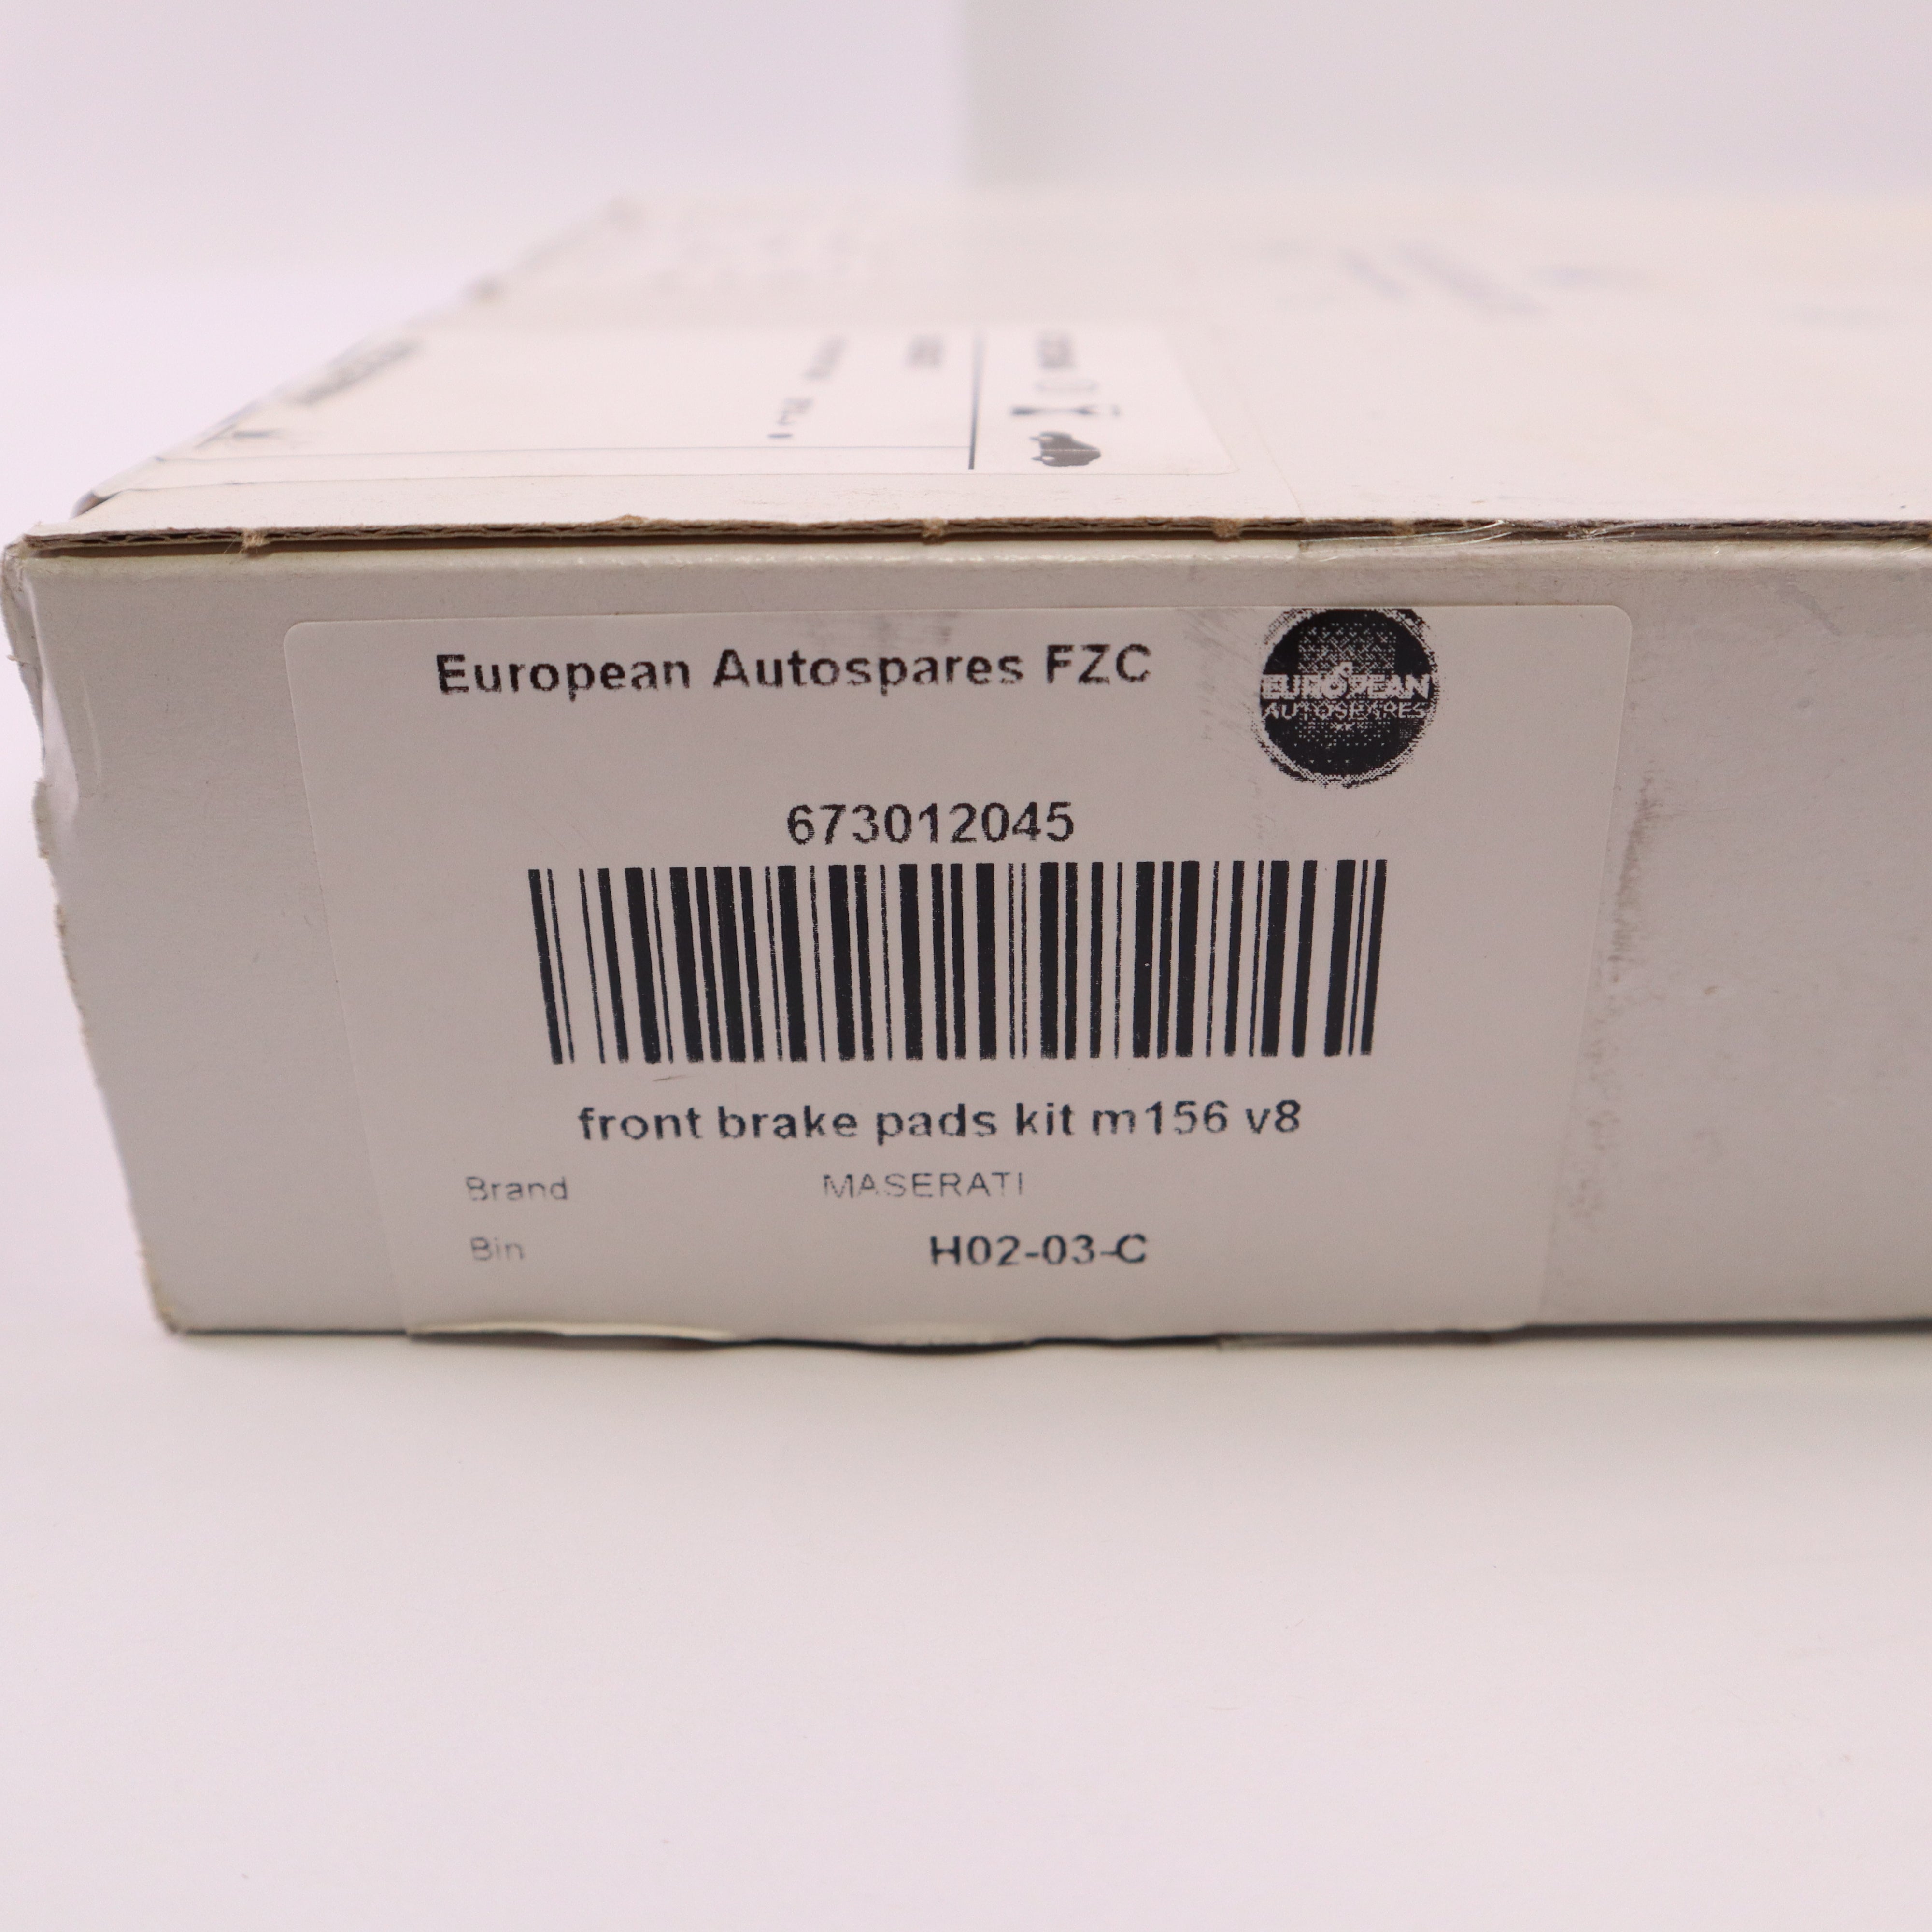 European Autospares FZC
EUROPEAN
AUTOSPARES
673012045
front brake pads kit m156 v8
Brand MASERATI
Bin H02-03-C